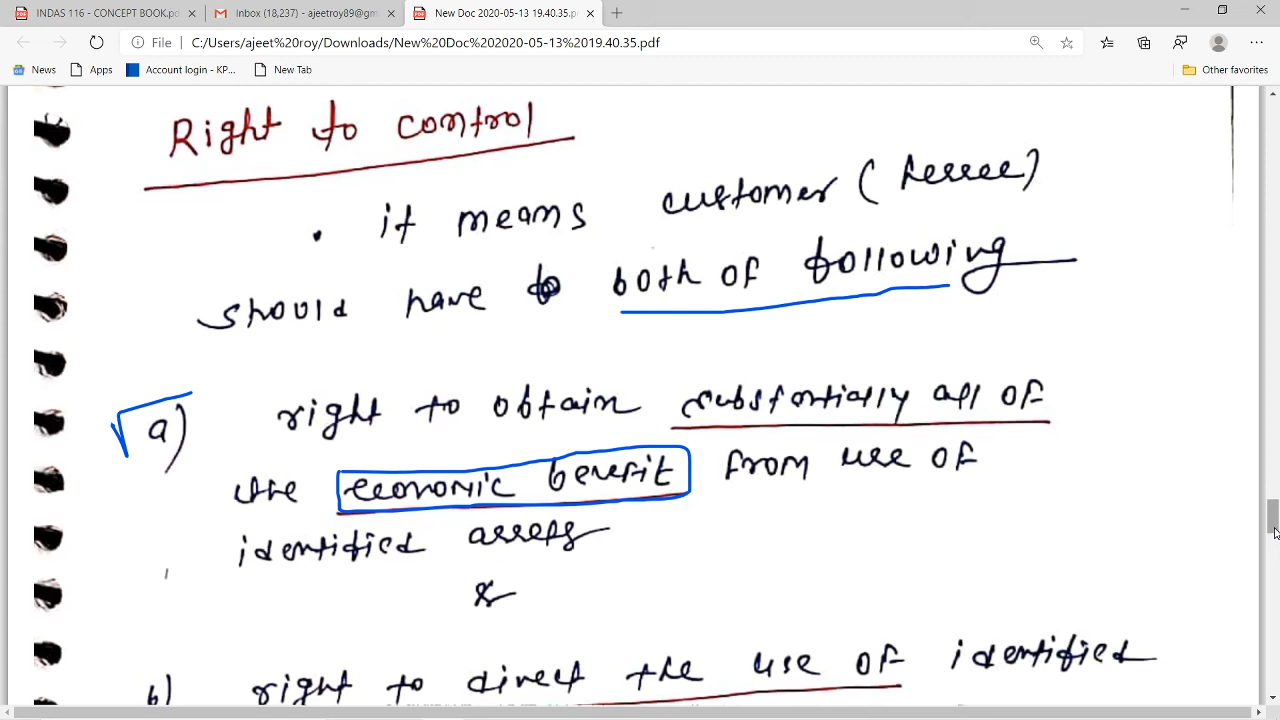 INDAS 116 - CONCEPT BOOK.pd
Inbox (18,237) - ajeetroy89@gm
New Doc 2020-05-13 19.40.35.pdf
File
C:/Users/ajeet%20roy/Downloads/New%20Doc%202020-05-13%2019.40.35.pdf
News
Apps
Account login - KP...
New Tab
Other favorites
Right to control
• it means customer (Lessee)
should have both of following
a) right to obtain substantially all of
the economic benefit from use of
identified assets
&
b) right to direct the use of identified